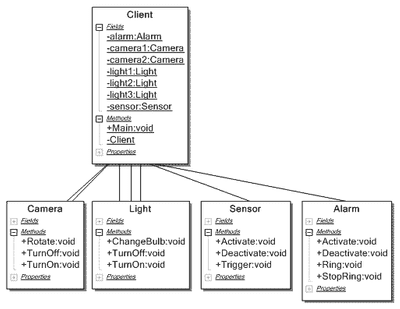 Client
Fields
-alarm:Alarm
-camera1:Camera
-camera2:Camera
-light1:Light
-light2:Light
-light3:Light
-sensor:Sensor
Methods
+Main:void
-Client
Properties
Camera
Fields
Methods
+Rotate:void
+TurnOff:void
+TurnOn:void
Properties
Light
Fields
Methods
+ChangeBulb:void
+TurnOff:void
+TurnOn:void
Properties
Sensor
Fields
Methods
+Activate:void
+Deactivate:void
+Trigger:void
Properties
Alarm
Fields
Methods
+Activate:void
+Deactivate:void
+Ring:void
+StopRing:void
Properties